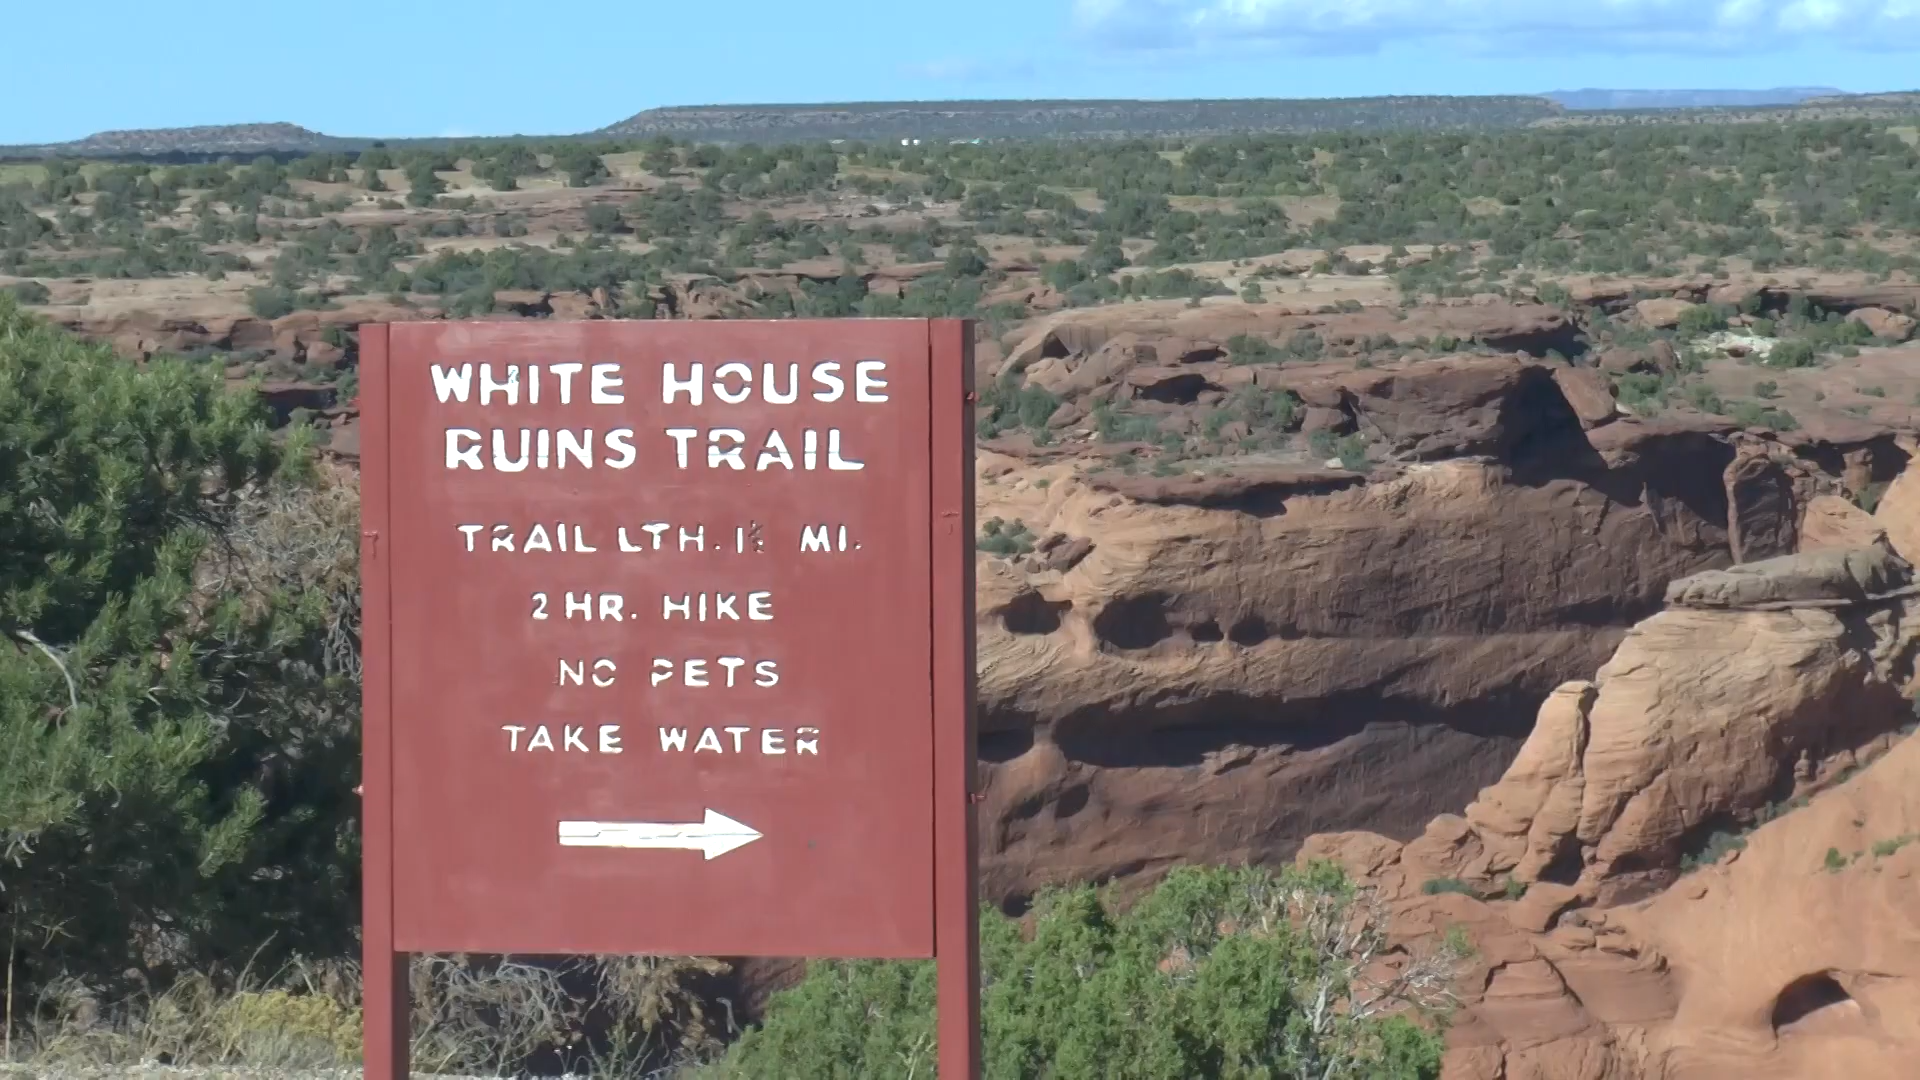 WHITE HOUSE
RUINS TRAIL
TRAIL LTH. MI.
2 HR. HIKE
NO PETS
TAKE WATER